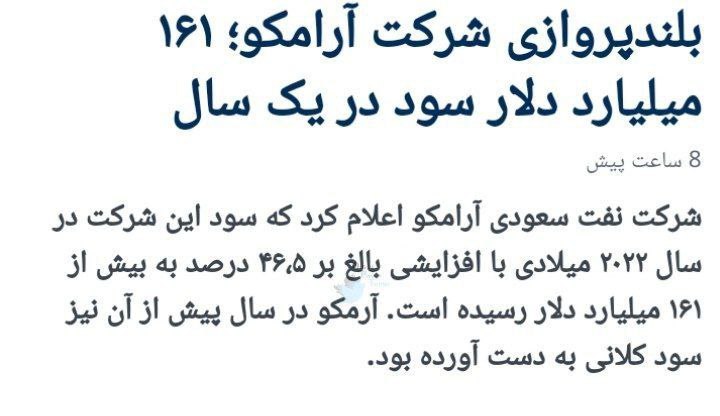 بلندپروازی شرکت آرامکو؛ ۱۶۱
میلیارد دلار سود در یک سال
8 ساعت پیش
شرکت نفت سعودی آرامکو اعلام کرد که سود این شرکت در
سال ۲۰۲۲ میلادی با افزایشی بالغ بر ۴۶،۵ درصد به بیش از
۱۶۱ میلیارد دلار رسیده است. آرمکو در سال پیش از آن نیز
سود کلانی به دست آورده بود.